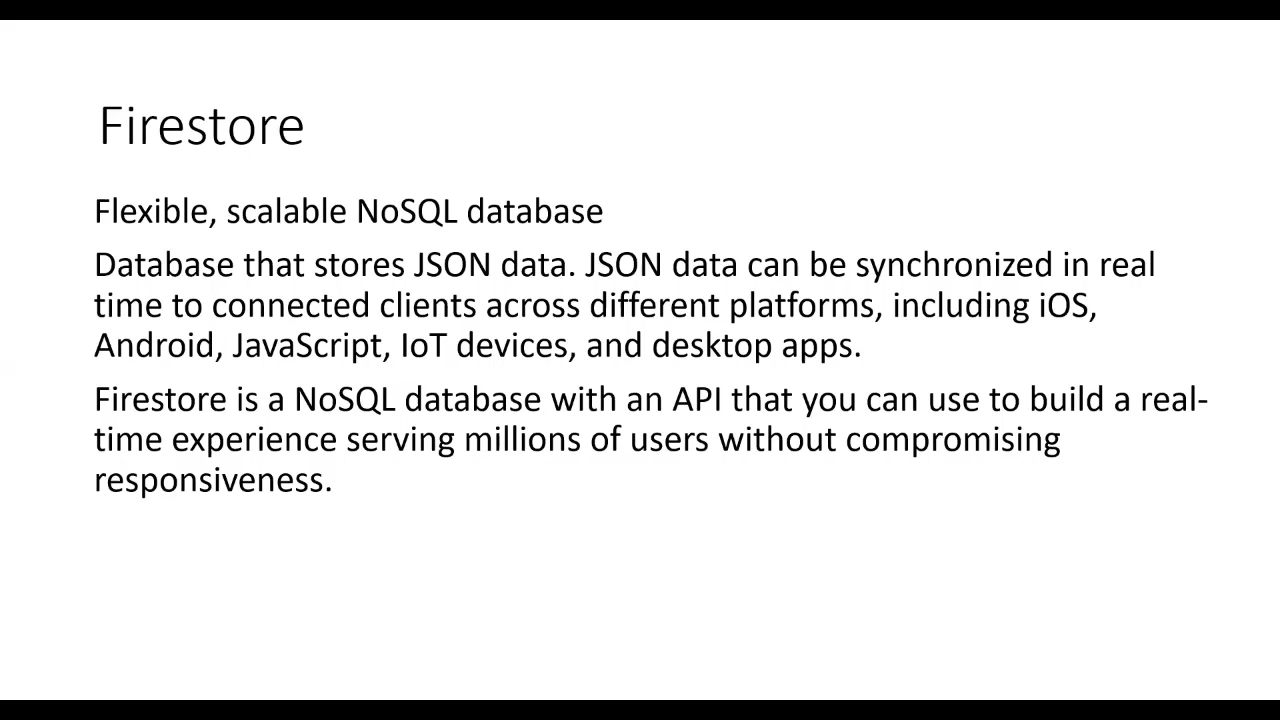 Firestore
Flexible, scalable NoSQL database
Database that stores JSON data. JSON data can be synchronized in real
time to connected clients across different platforms, including iOS,
Android, JavaScript, IoT devices, and desktop apps.
Firestore is a NoSQL database with an API that you can use to build a real-
time experience serving millions of users without compromising
responsiveness.